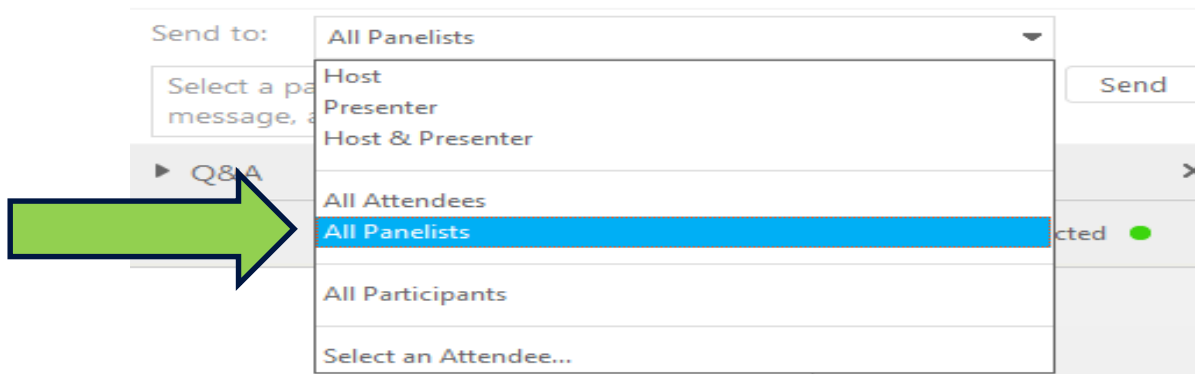 Send to:
All Panelists
Host
Select a pa
Send
Presenter
message,
Host & Presenter
Q&A
All Attendees
All Panelists
cted
All Participants
Select an Attendee...